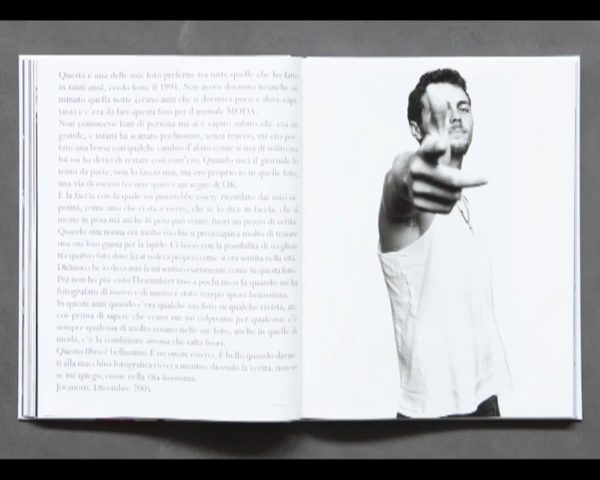 Questa è una delle mie foto preferite tra tutte quelle che ho fatto
in tanti anni, credo fosse il 1994. Non avevo dormito neanche un
minuto quella notte (erano anni che si dormiva poco e dove capi-
tava) e c'era da fare questa foto per il mensile MODA.
Non conoscevo Toni di persona ma si è capito subito che era un
grande, e infatti ha scattato pochissimo, senza trucco, mi ero por-
tato una borsa con qualche cambio d'abito come si usa di solito ma
lui mi ha detto di restare così com'ero. Quando uscì il giornale lo
tenni da parte, non lo faccio mai, ma ero proprio io in quelle foto,
una via di mezzo tra uno sparo e un segno di OK.
È la faccia con la quale mi piacerebbe essere ricordato dai miei ni-
potini, come uno che ci sta a vivere, che te lo dice in faccia, che si
mette in posa ma anche in posa può venire fuori un pezzo di verità.
Quando mia nonna era molto vecchia si preoccupava molto di trovare
una sua foto giusta per la lapide. Ci lasciò con la possibilità di scegliere
tra quattro foto dove lei si vedeva proprio come si era sentita nella vita.
Diciamo che io dieci anni fa mi sentivo esattamente come in questa foto.
Poi non ho più visto Thorimbert fino a pochi mesi fa quando mi ha
fotografato di nuovo e di nuovo è stato tempo speso benissimo.
In questi anni quando c'era qualche sua foto su qualche rivista, an-
cor prima di sapere che erano sue mi colpivano per qualcosa, c'è
sempre qualcosa di molto umano nelle sue foto, anche in quelle di
moda, c'è la condizione umana che salta fuori.
Questo libro è bellissimo. È un onore esserci. È bello quando davan-
ti alla macchina fotografica riesci a mentire dicendo la verità, non so
se mi spiego, come nella vita insomma.
Jovanotti, Dicembre 2004